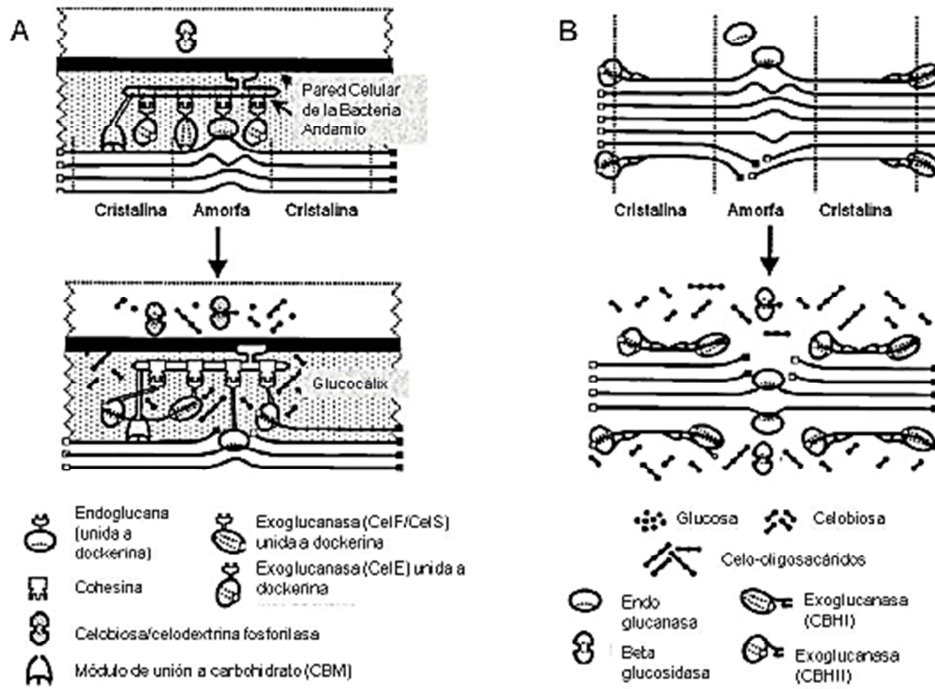 A
Pared Celular
de la Bacteria
Andamio
Cristalina Amorfa Cristalina
Glucocálix
Endoglucana
(unida a
dockerina)
Exoglucanasa (CelF/CelS)
unida a dockerina
Cohesina
Exoglucanasa (CelE) unida a
dockerina
Celobiosa/celodextrina fosforilasa
Módulo de unión a carbohidrato (CBM)
B
Cristalina Amorfa Cristalina
Glucosa Celobiosa
Celo-oligosacáridos
Endo
glucanasa
Exoglucanasa
(CBHI)
Beta
glucosidasa
Exoglucanasa
(CBHII)